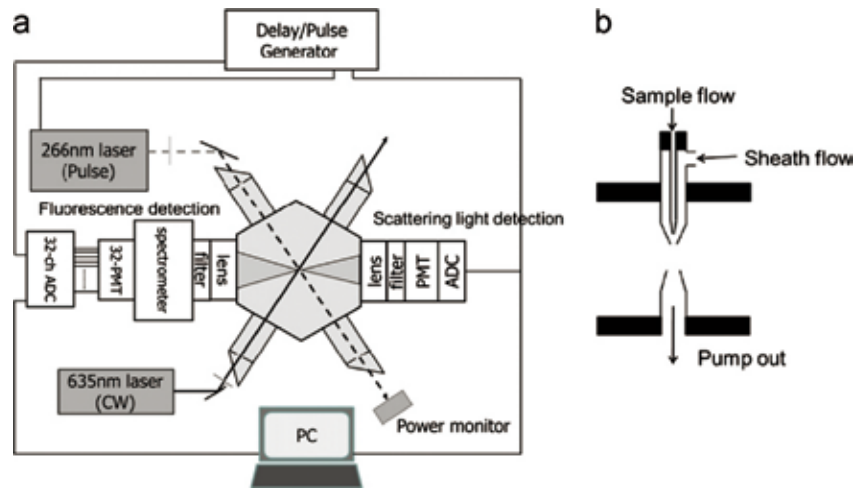 a
Delay/Pulse
Generator
266nm laser
(Pulse)
Fluorescence detection
Scattering light detection
32-ch ADC
32-PMT
spectrometer
filter
lens
lens
filter
PMT
ADC
635nm laser
(CW)
Power monitor
PC
b
Sample flow
Sheath flow
Pump out